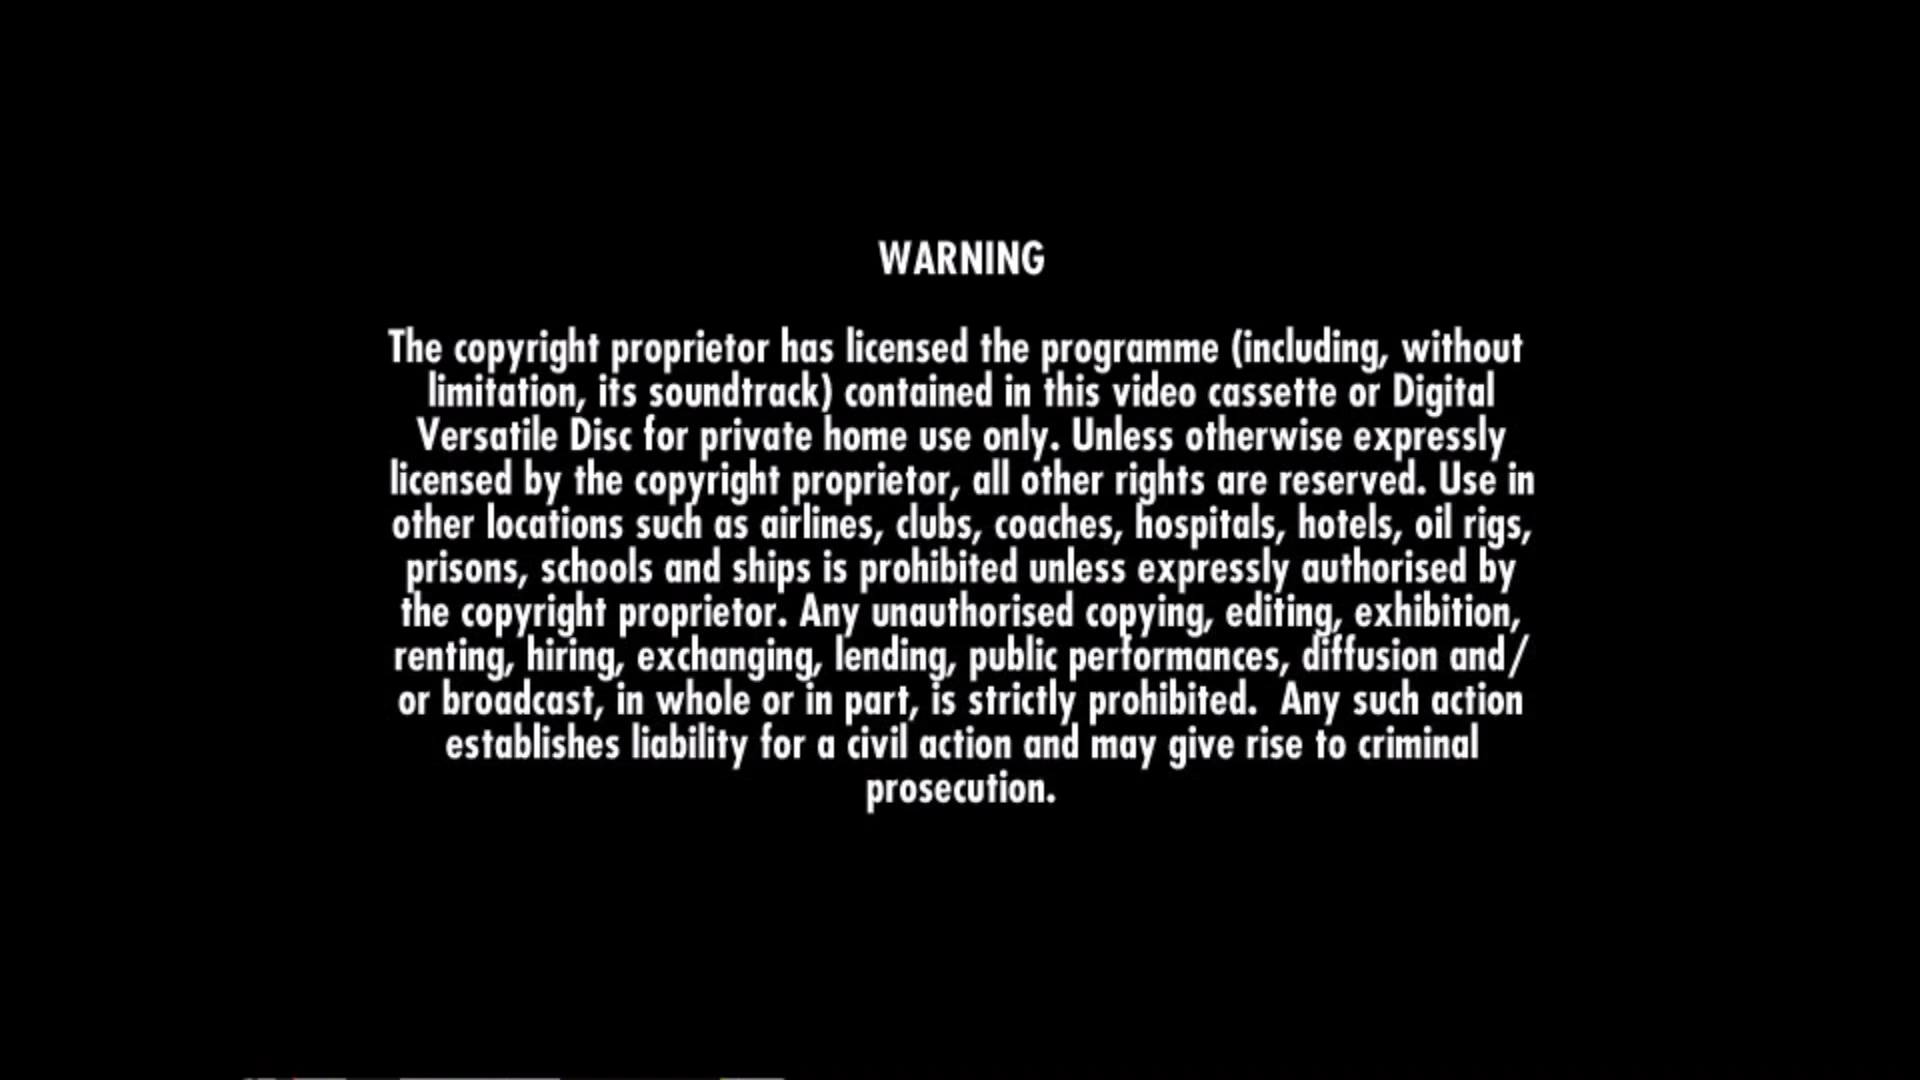 WARNING
The copyright proprietor has licensed the programme (including, without
limitation, its soundtrack) contained in this video cassette or Digital
Versatile Disc for private home use only. Unless otherwise expressly
licensed by the copyright proprietor, all other rights are reserved. Use in
other locations such as airlines, clubs, coaches, hospitals, hotels, oil rigs,
prisons, schools and ships is prohibited unless expressly authorised by
the copyright proprietor. Any unauthorised copying, editing, exhibition,
renting, hiring, exchanging, lending, public performances, diffusion and/
or broadcast, in whole or in part, is strictly prohibited.  Any such action
establishes liability for a civil action and may give rise to criminal
prosecution.